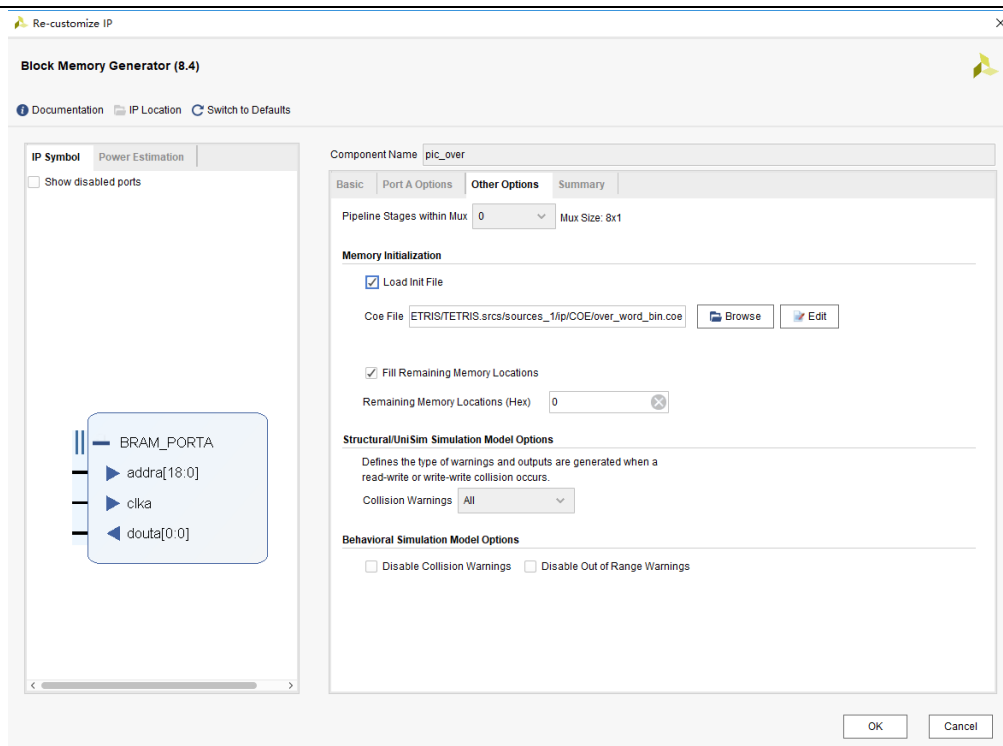 Re-customize IP
Block Memory Generator (8.4)
Documentation IP Location Switch to Defaults
IP Symbol Power Estimation
Show disabled ports
BRAM_PORTA
addra[18:0]
clka
douta[0:0]
Component Name pic_over
Basic Port A Options Other Options Summary
Pipeline Stages within Mux 0 Mux Size: 8x1
Memory Initialization
Load Init File
Coe File ETRIS/TETRIS.srcs/sources_1/ip/COE/over_word_bin.coe Browse Edit
Fill Remaining Memory Locations
Remaining Memory Locations (Hex) 0
Structural/UniSim Simulation Model Options
Defines the type of warnings and outputs are generated when a
read-write or write-write collision occurs.
Collision Warnings All
Behavioral Simulation Model Options
Disable Collision Warnings Disable Out of Range Warnings
OK Cancel